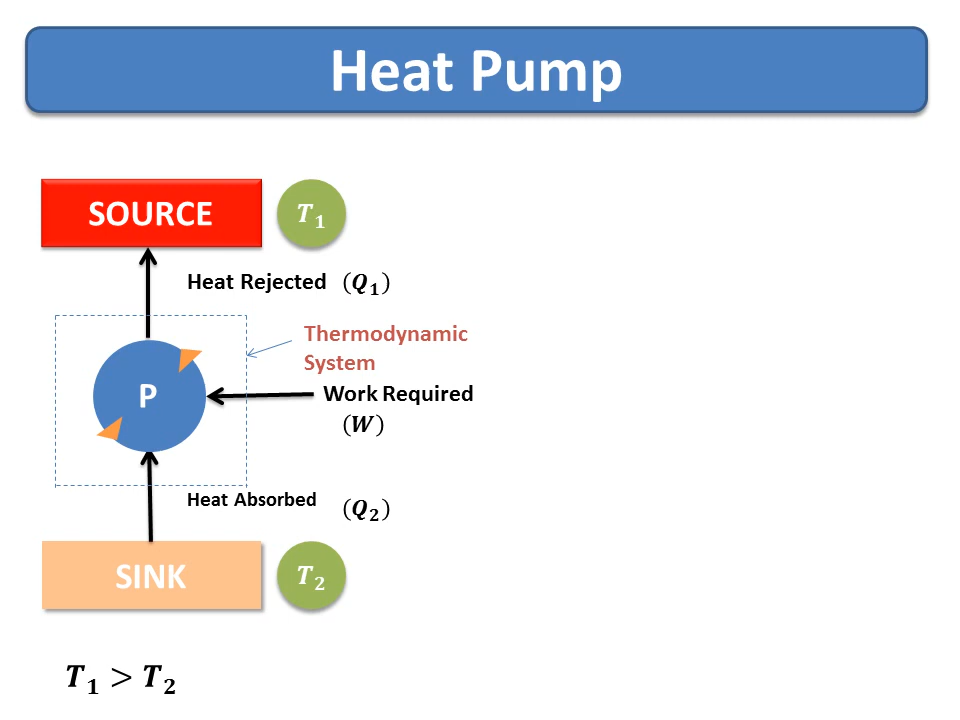 Heat Pump
SOURCE
T₁
Heat Rejected (Q₁)
Thermodynamic
System
P
Work Required
(W)
Heat Absorbed (Q₂)
SINK
T₂
T₁ > T₂